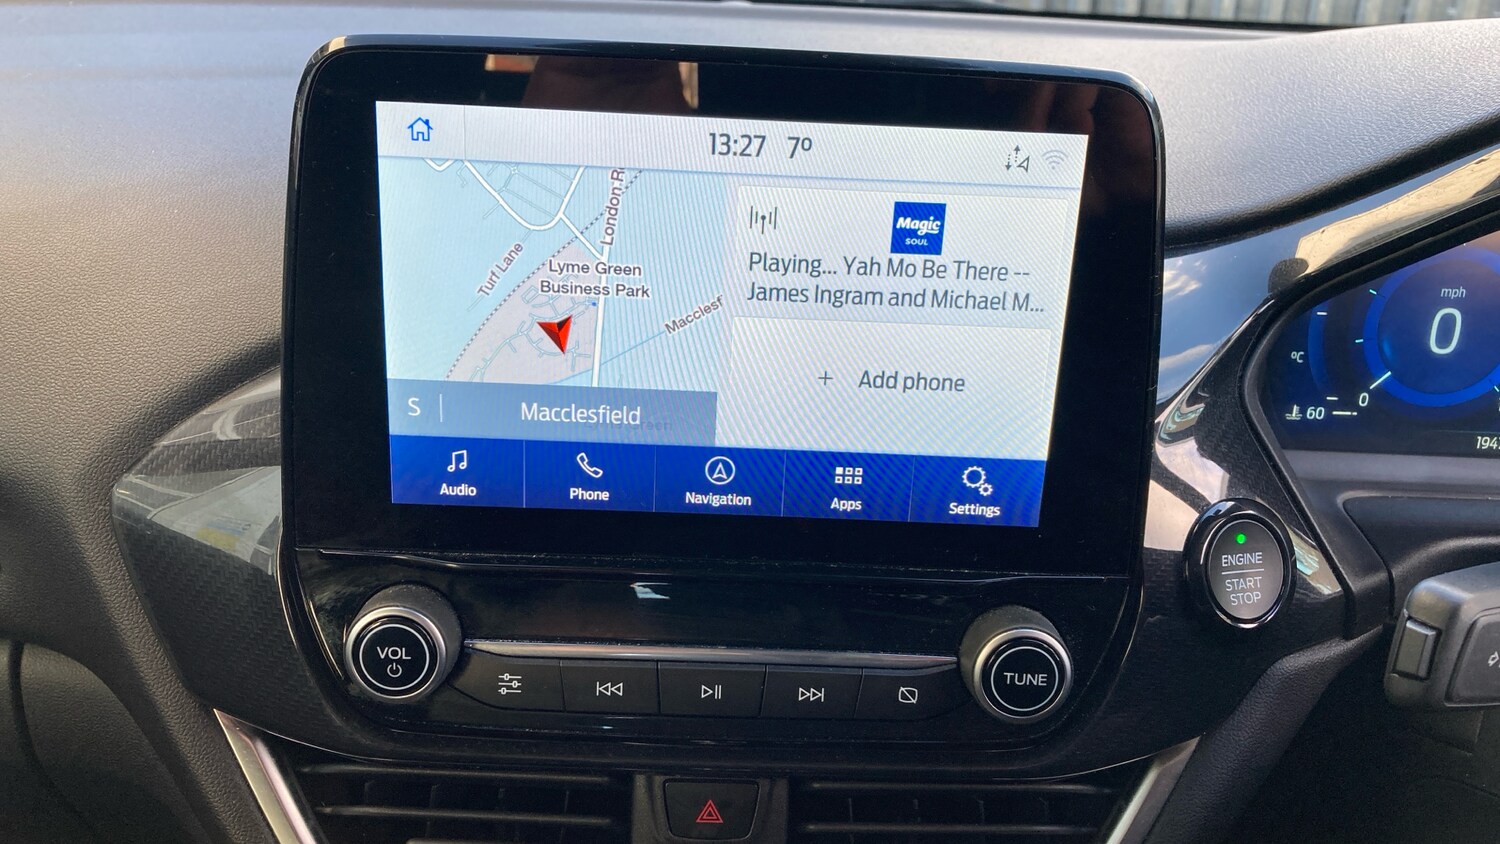 13:27 7º
London R
Turf Lane
Lyme Green
Business Park
Macclesf
Magic
SOUL
Playing... Yah Mo Be There --
James Ingram and Michael M...
+ Add phone
S | Macclesfield
Audio
Phone
Navigation
Apps
Settings
mph
0
ºC
60
0
194
ENGINE
START
STOP
VOL
TUNE